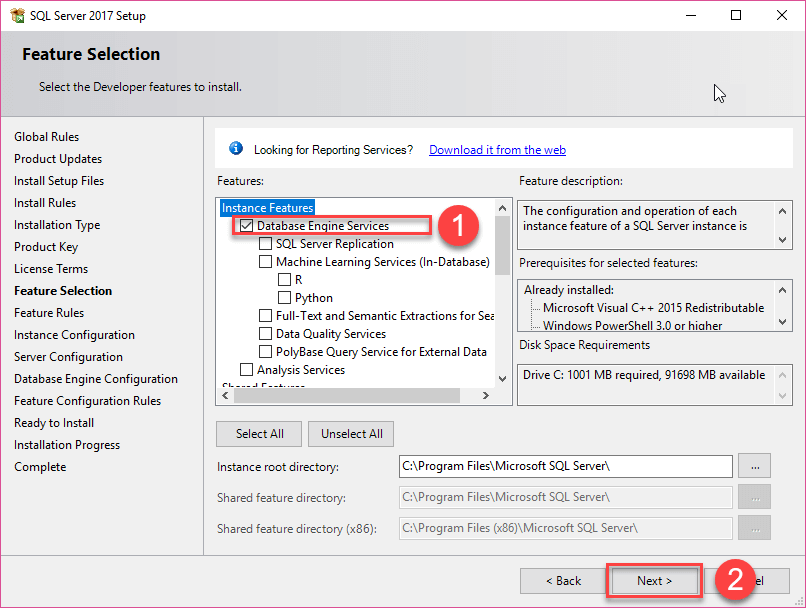 SQL Server 2017 Setup
Feature Selection
Select the Developer features to install.
Global Rules
Product Updates
Install Setup Files
Install Rules
Installation Type
Product Key
License Terms
Feature Selection
Feature Rules
Instance Configuration
Server Configuration
Database Engine Configuration
Feature Configuration Rules
Ready to Install
Installation Progress
Complete
Looking for Reporting Services? Download it from the web
Features:
Instance Features
Database Engine Services
1
SQL Server Replication
Machine Learning Services (In-Database)
R
Python
Full-Text and Semantic Extractions for Sea
Data Quality Services
PolyBase Query Service for External Data
Analysis Services
Shared Features
Feature description:
The configuration and operation of each
instance feature of a SQL Server instance is
Prerequisites for selected features:
Already installed:
Microsoft Visual C++ 2015 Redistributable
Windows PowerShell 3.0 or higher
Disk Space Requirements
Drive C: 1001 MB required, 91698 MB available
Select All Unselect All
Instance root directory: C:\Program Files\Microsoft SQL Server\ ...
Shared feature directory: C:\Program Files\Microsoft SQL Server\ ...
Shared feature directory (x86): C:\Program Files (x86)\Microsoft SQL Server\ ...
< Back Next > 2 el